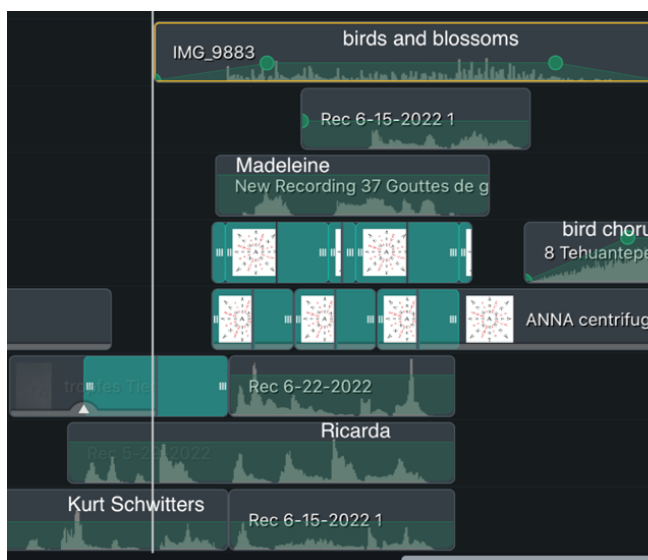 birds and blossoms
IMG_9883
Rec 6-15-2022 1
Madeleine
New Recording 37 Gouttes de g
bird choru
8 Tehuantepe
ANNA centrifug
Rec 6-22-2022
Ricarda
Kurt Schwitters
Rec 6-15-2022 1